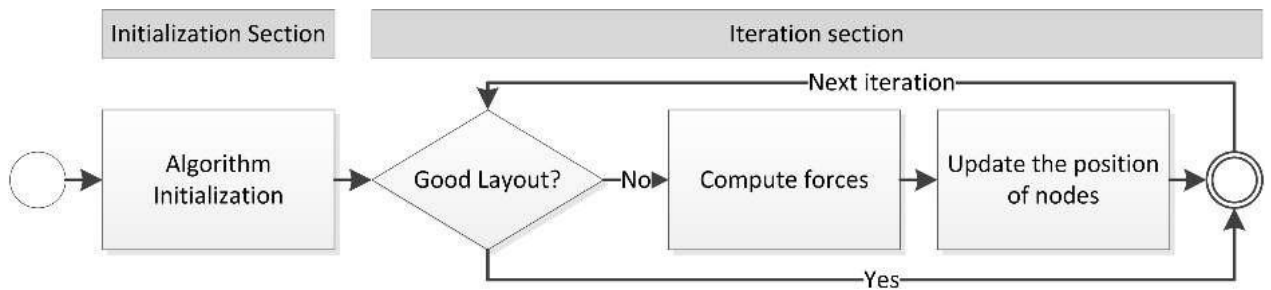 Initialization Section
Iteration section
Next iteration
Algorithm
Initialization
Good Layout?
No
Compute forces
Update the position
of nodes
Yes